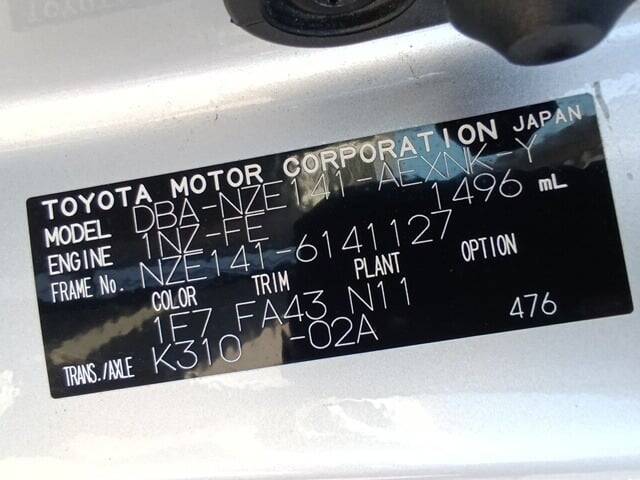 TOYOTA MOTOR CORPORATION JAPAN
MODEL DBA-NZE141-AEXNK-Y
ENGINE 1NZ-FE 1496 mL
FRAME No. NZE141-6141127
COLOR TRIM PLANT OPTION
1E7 FA43 N11
TRANS./AXLE K310 -02A 476